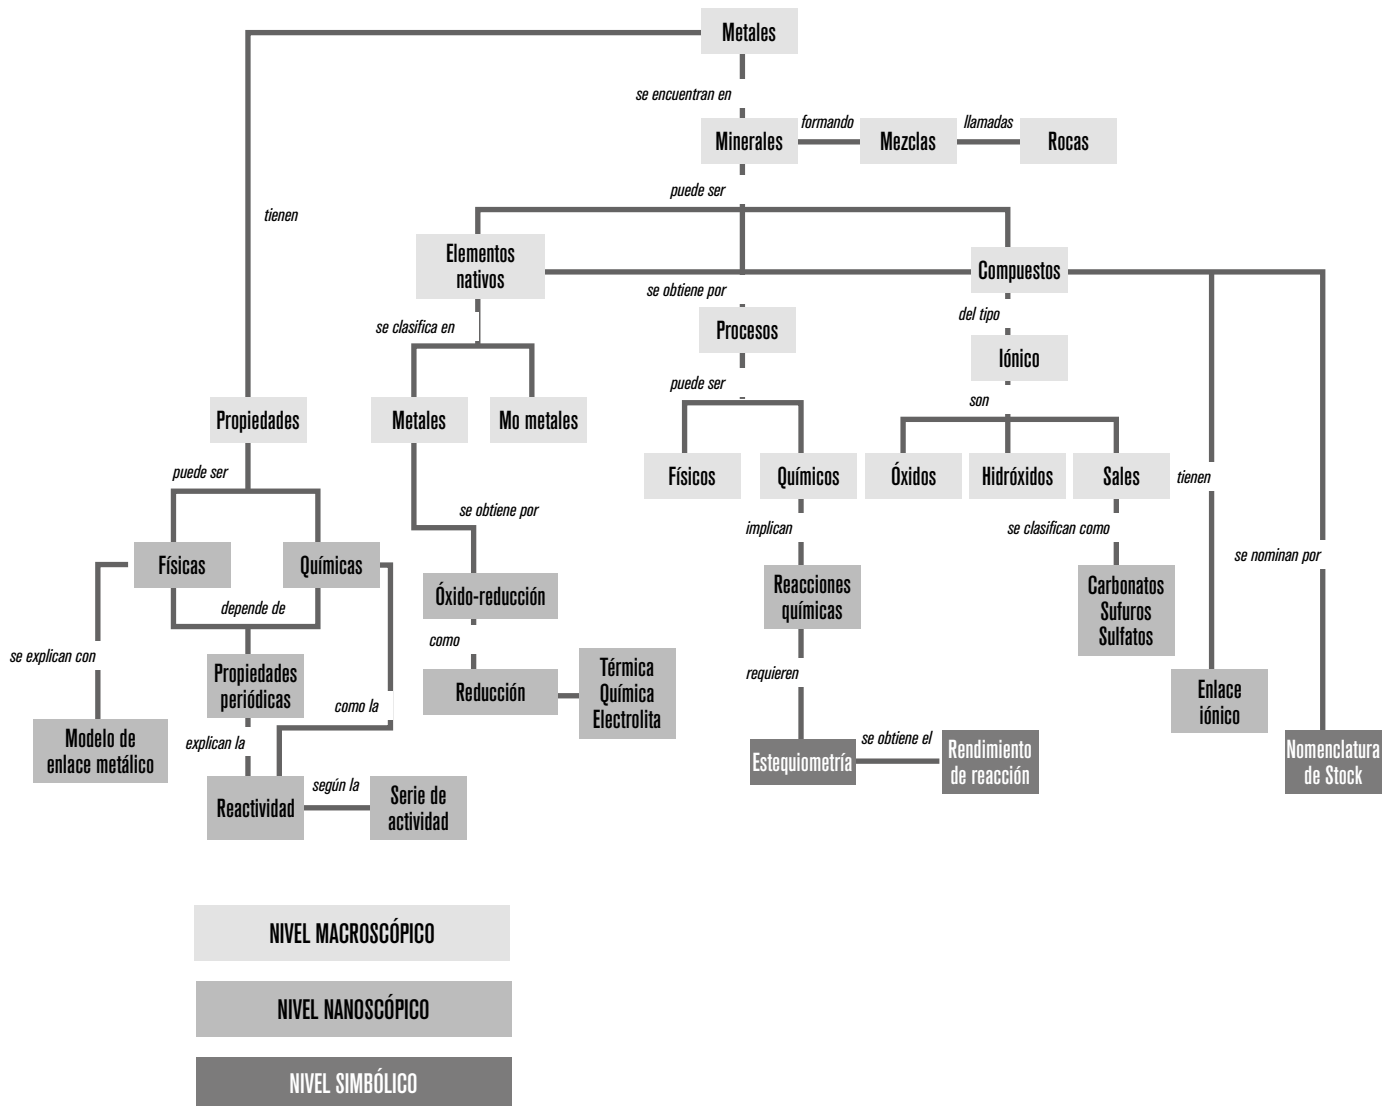 Metales
se encuentran en
Minerales
formando
Mezclas
llamadas
Rocas
puede ser
tienen
Elementos
nativos
Compuestos
se obtiene por
Procesos
se clasifica en
del tipo
Iónico
puede ser
son
Propiedades
Metales
Mo metales
Físicos
Químicos
Óxidos
Hidróxidos
Sales
tienen
puede ser
se obtiene por
implican
se clasifican como
se nominan por
Físicas
Químicas
depende de
Óxido-reducción
Reacciones
químicas
Carbonatos
Sufuros
Sulfatos
se explican con
Propiedades
periódicas
como
Reducción
Térmica
Química
Electrolita
requieren
como la
Enlace
iónico
Modelo de
enlace metálico
explican la
Estequiometría
se obtiene el
Rendimiento
de reacción
Nomenclatura
de Stock
Reactividad
según la
Serie de
actividad
NIVEL MACROSCÓPICO
NIVEL NANOSCÓPICO
NIVEL SIMBÓLICO